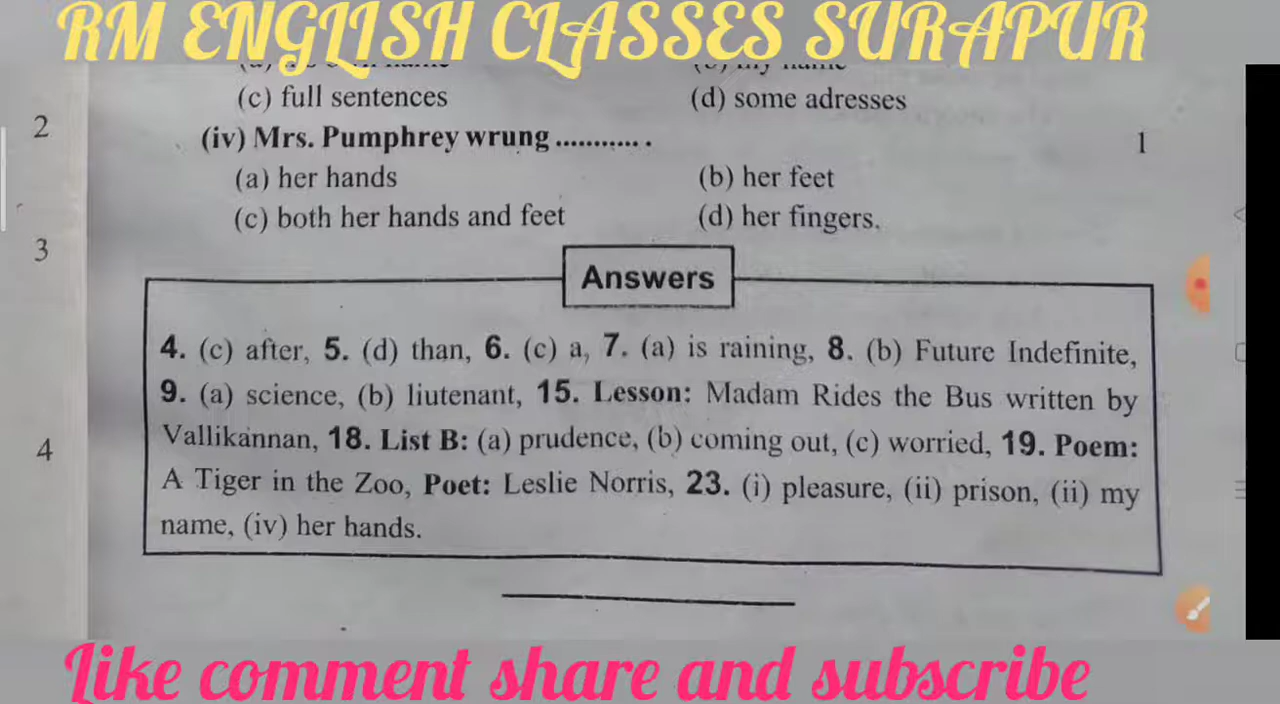 RM ENGLISH CLASSES SURAPUR
(c) full sentences (d) some adresses
2
(iv) Mrs. Pumphrey wrung ............ 1
(a) her hands (b) her feet
(c) both her hands and feet (d) her fingers.
3
Answers
4. (c) after, 5. (d) than, 6. (c) a, 7. (a) is raining, 8. (b) Future Indefinite,
9. (a) science, (b) liutenant, 15. Lesson: Madam Rides the Bus written by
Vallikannan, 18. List B: (a) prudence, (b) coming out, (c) worried, 19. Poem:
4
A Tiger in the Zoo, Poet: Leslie Norris, 23. (i) pleasure, (ii) prison, (ii) my
name, (iv) her hands.
Like comment share and subscribe